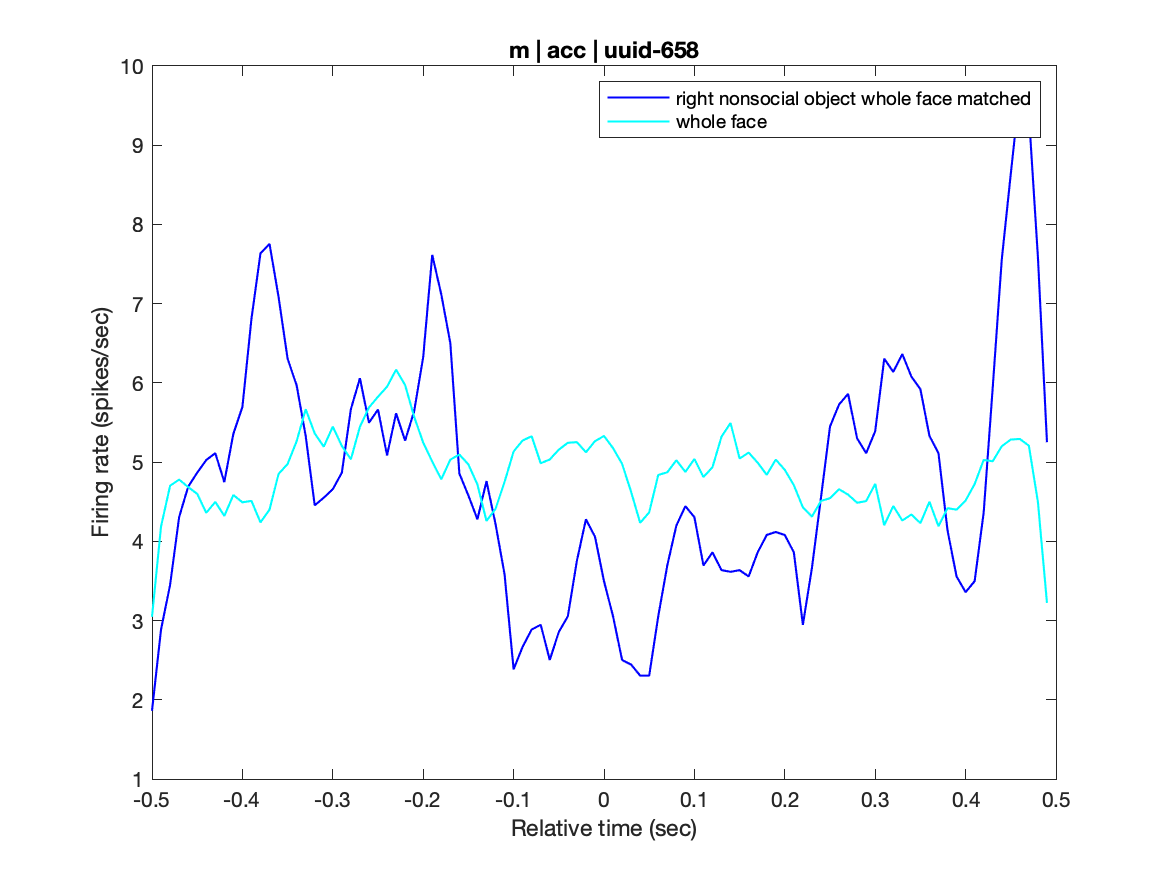 m | acc | uuid-658
right nonsocial object whole face matched
whole face
10
9
8
7
6
5
4
3
2
1
Firing rate (spikes/sec)
-0.5 -0.4 -0.3 -0.2 -0.1 0 0.1 0.2 0.3 0.4 0.5
Relative time (sec)